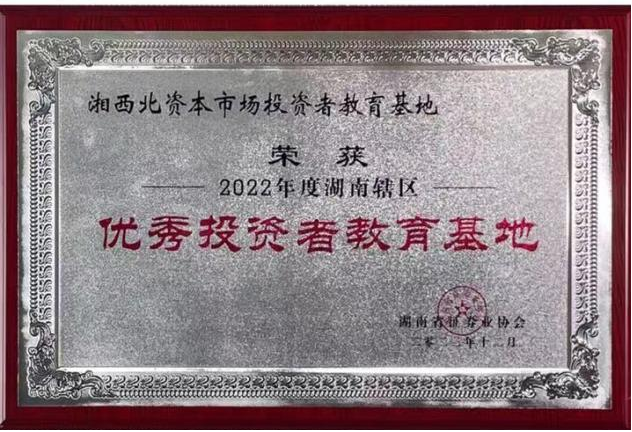 湘西北资本市场投资者教育基地
荣获
2022年度湖南辖区
优秀投资者教育基地
湖南省证券业协会
二〇二二年十二月